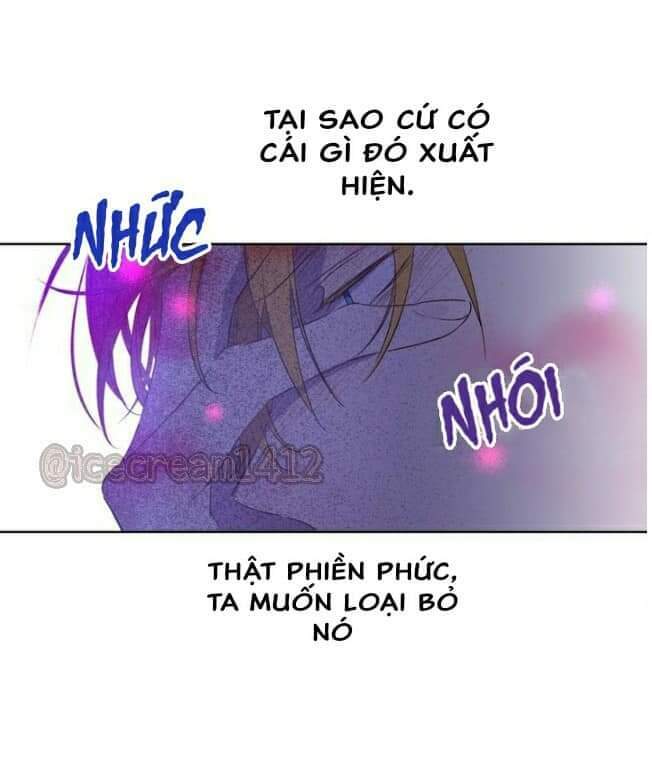 TẠI SAO CỨ CÓ
CÁI GÌ ĐÓ XUẤT
HIỆN.
NHỨC
NHÓI
@icecream1412
THẬT PHIỀN PHỨC,
TA MUỐN LOẠI BỎ
NÓ